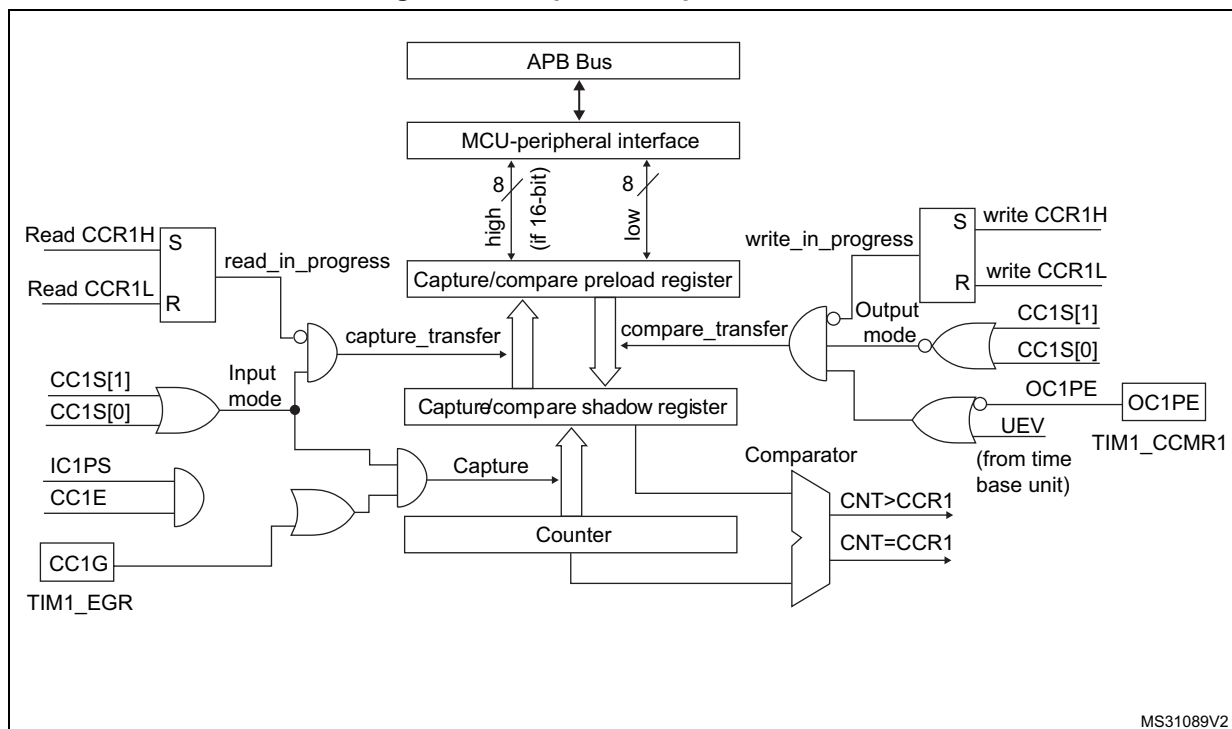 APB Bus
MCU-peripheral interface
8
high
(if 16-bit)
8
low
Read CCR1H
S
read_in_progress
Read CCR1L
R
write_in_progress
S
write CCR1H
R
write CCR1L
Capture/compare preload register
capture_transfer
compare_transfer
Output
mode
CC1S[1]
CC1S[0]
CC1S[1]
CC1S[0]
Input
mode
Capture/compare shadow register
OC1PE
OC1PE
UEV
TIM1_CCMR1
(from time
base unit)
IC1PS
CC1E
Capture
Comparator
CNT>CCR1
CNT=CCR1
Counter
CC1G
TIM1_EGR
MS31089V2